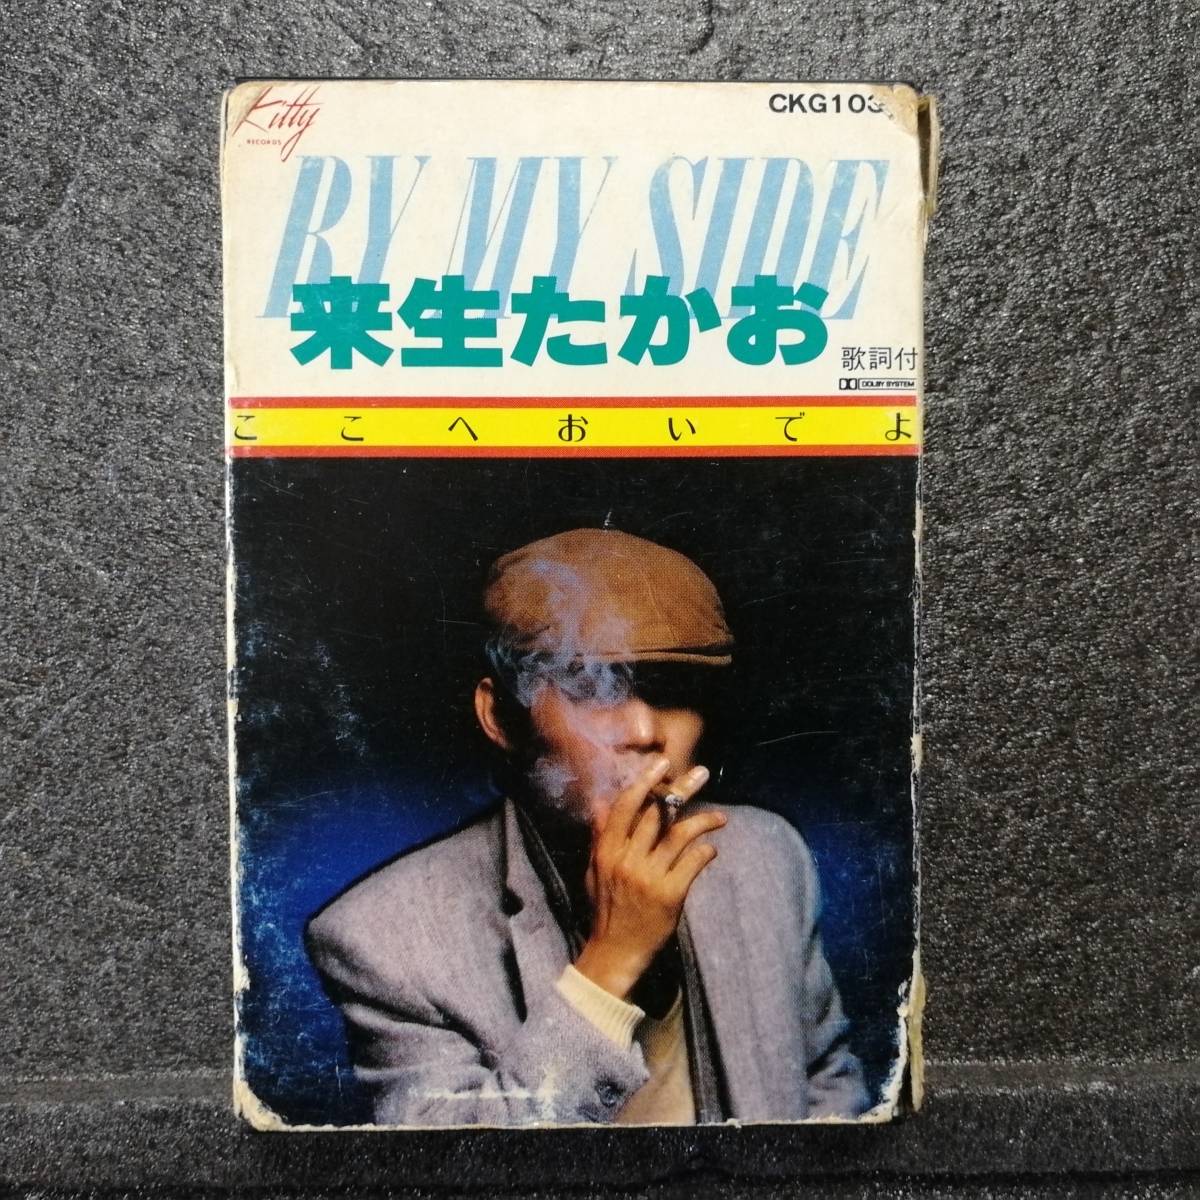 Kitty
RECORDS
CKG103
BY MY SIDE
来生たかお
歌詞付
DOLBY SYSTEM
ここへおいでよ